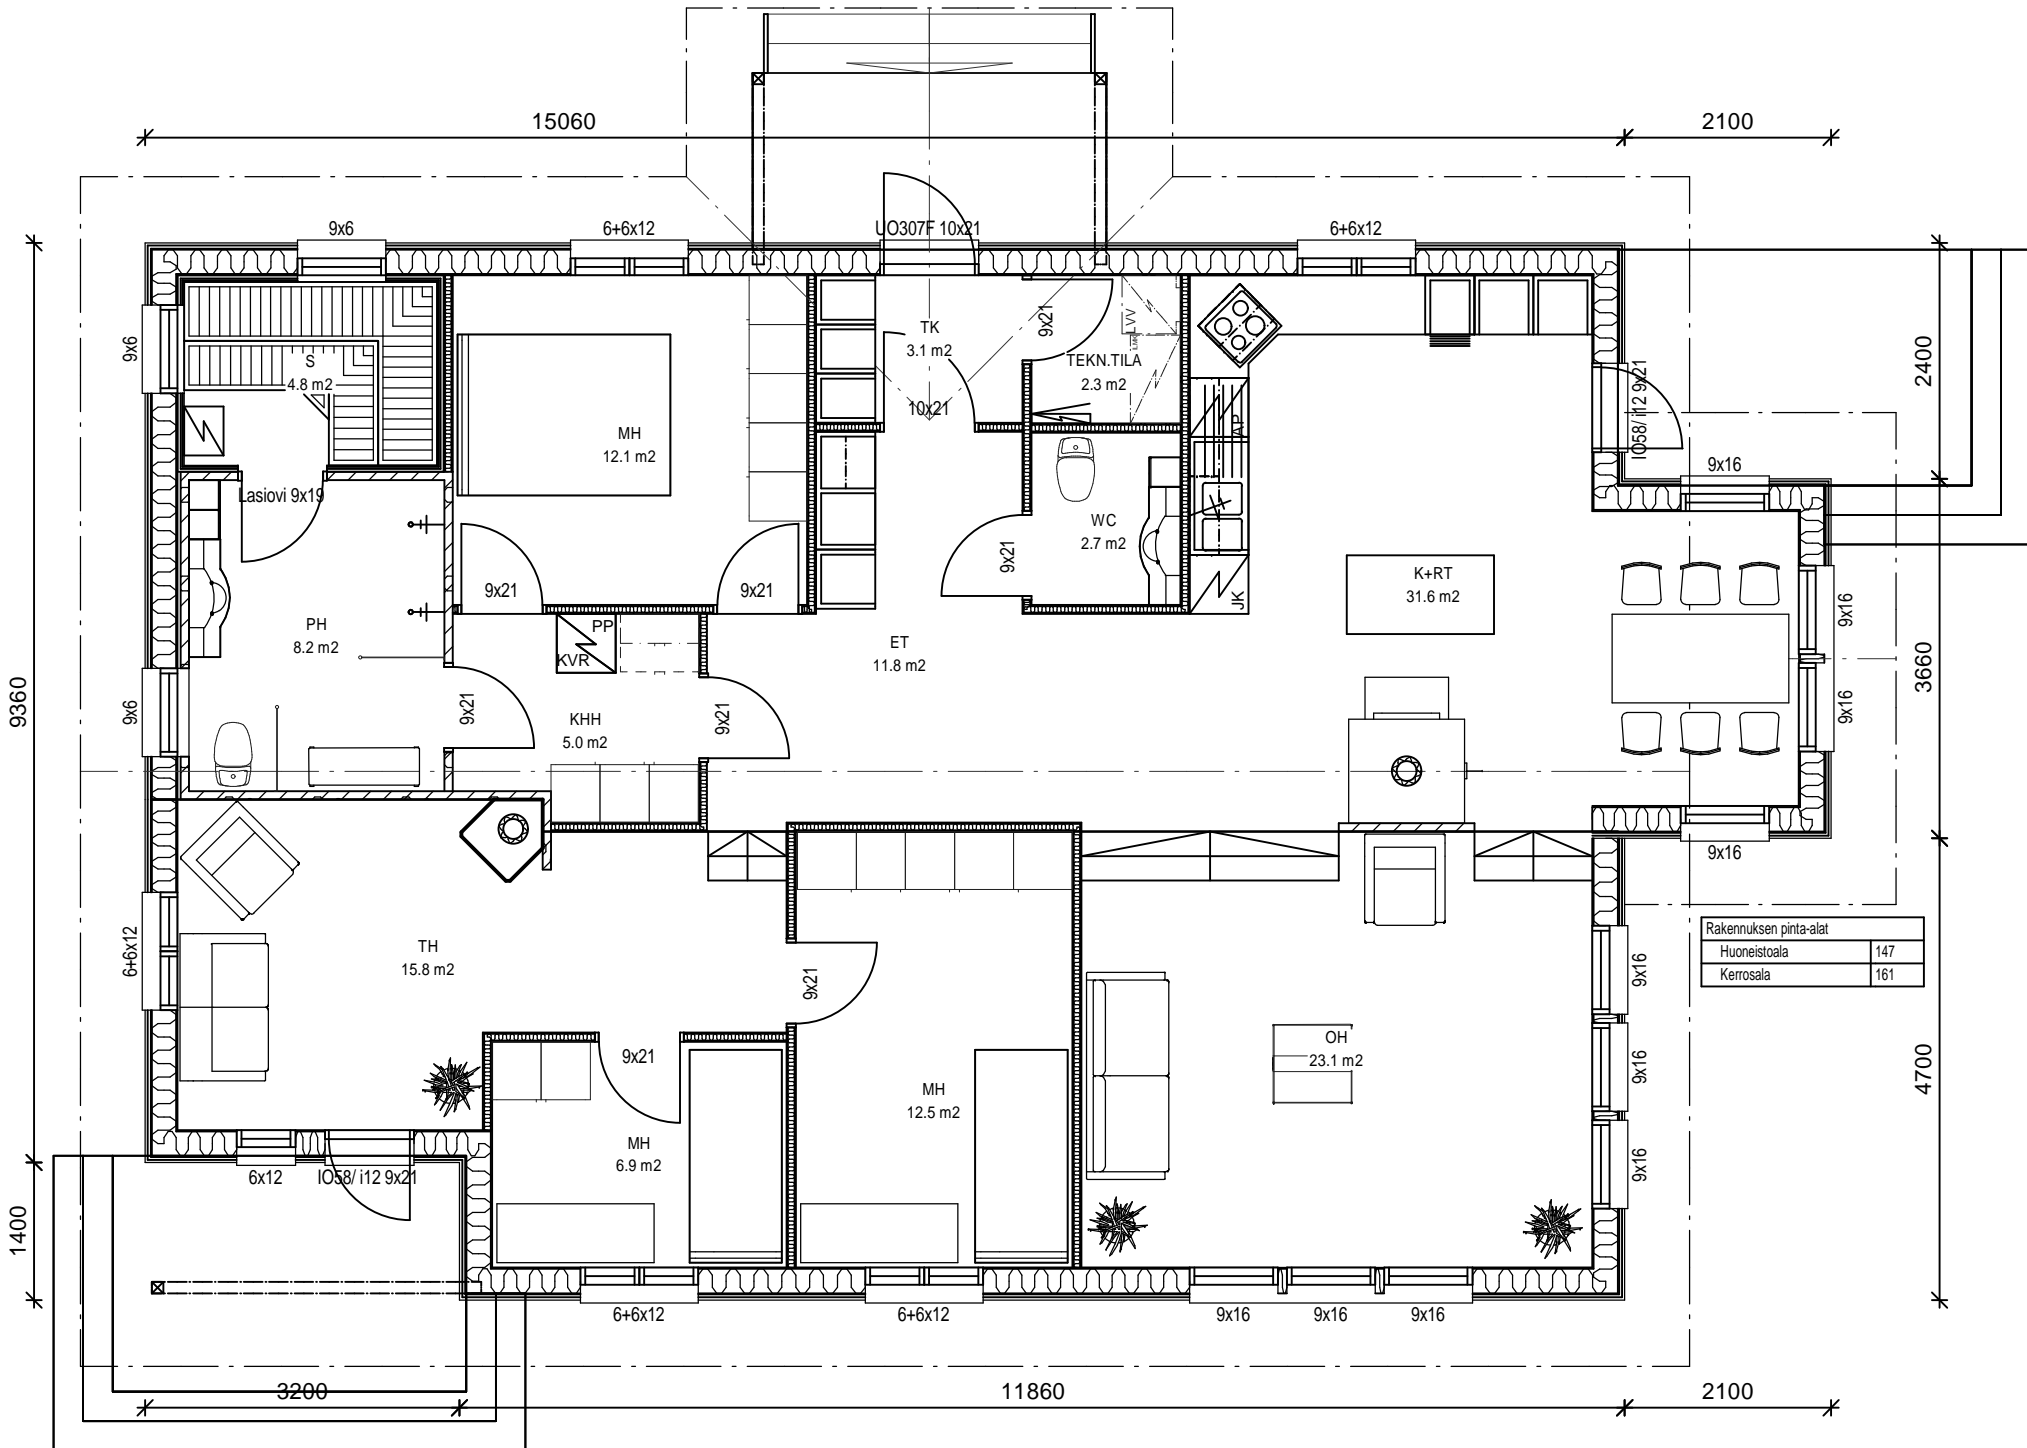 15060
2100
9x6
6+6x12
UO307F 10x21
6+6x12
9x6
S
4.8 m2
TK
3.1 m2
9x21
LVV
TEKN.TILA
2.3 m2
10x21
2400
IO58/ i12 9x21
MH
12.1 m2
AP
9x16
Lasiovi 9x19
WC
2.7 m2
9x21
9x21
9x21
JK
K+RT
31.6 m2
9x16
PH
8.2 m2
PP
KVR
ET
11.8 m2
3660
9360
9x6
9x21
KHH
5.0 m2
9x21
9x16
9x16
Rakennuksen pinta-alat
Huoneistoala 147
Kerrosala 161
TH
15.8 m2
6+6x12
9x21
9x16
9x21
OH
23.1 m2
9x16
4700
MH
12.5 m2
MH
6.9 m2
9x16
6x12
IO58/ i12 9x21
1400
6+6x12
6+6x12
9x16
9x16
9x16
3200
11860
2100